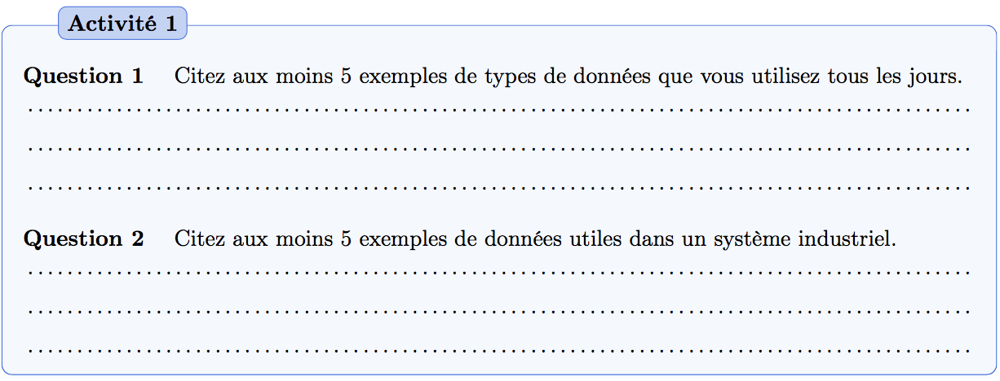 Activité 1
Question 1 Citez aux moins 5 exemples de types de données que vous utilisez tous les jours.
................................................................................................
................................................................................................
................................................................................................
Question 2 Citez aux moins 5 exemples de données utiles dans un système industriel.
................................................................................................
................................................................................................
................................................................................................